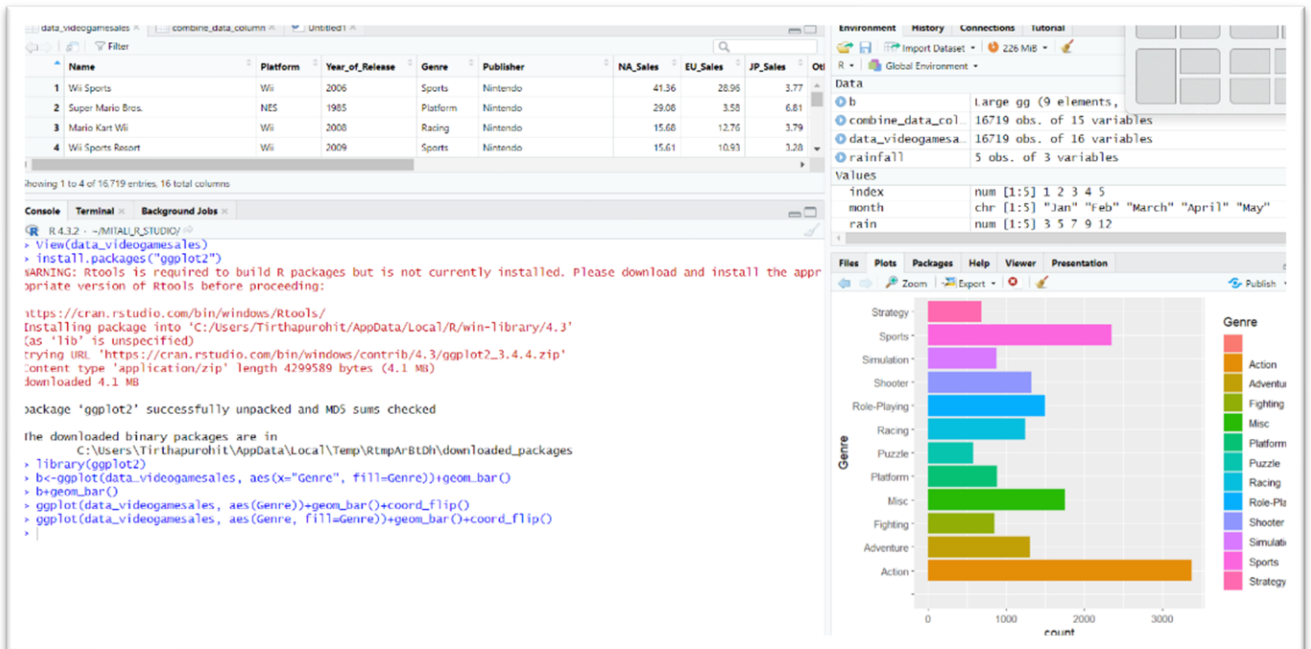 data_videogamesales
combine_data_column
Untitled1
Filter
Name Platform Year_of_Release Genre Publisher NA_Sales EU_Sales JP_Sales Oth
1 Wii Sports Wii 2006 Sports Nintendo 41.36 28.96 3.77
2 Super Mario Bros. NES 1985 Platform Nintendo 29.08 3.58 6.81
3 Mario Kart Wii Wii 2008 Racing Nintendo 15.68 12.76 3.79
4 Wii Sports Resort Wii 2009 Sports Nintendo 15.61 10.93 3.28
Showing 1 to 4 of 16,719 entries, 16 total columns
Console Terminal Background Jobs
R 4.3.2 · ~/MITALI_R_STUDIO/
> View(data_videogamesales)
> install.packages("ggplot2")
WARNING: Rtools is required to build R packages but is not currently installed. Please download and install the appr
opriate version of Rtools before proceeding:
https://cran.rstudio.com/bin/windows/Rtools/
Installing package into ‘C:/Users/Tirthapurohit/AppData/Local/R/win-library/4.3’
(as ‘lib’ is unspecified)
trying URL 'https://cran.rstudio.com/bin/windows/contrib/4.3/ggplot2_3.4.4.zip'
Content type 'application/zip' length 4299589 bytes (4.1 MB)
downloaded 4.1 MB
package ‘ggplot2’ successfully unpacked and MD5 sums checked
The downloaded binary packages are in
C:\Users\Tirthapurohit\AppData\Local\Temp\RtmpArBtDh\downloaded_packages
> library(ggplot2)
> b<-ggplot(data_videogamesales, aes(x="Genre", fill=Genre))+geom_bar()
> b+geom_bar()
> ggplot(data_videogamesales, aes(Genre))+geom_bar()+coord_flip()
> ggplot(data_videogamesales, aes(Genre, fill=Genre))+geom_bar()+coord_flip()
>
Environment History Connections Tutorial
Import Dataset 226 MiB
R Global Environment
Data
b Large gg (9 elements,
combine_data_col… 16719 obs. of 15 variables
data_videogamesa… 16719 obs. of 16 variables
rainfall 5 obs. of 3 variables
Values
index num [1:5] 1 2 3 4 5
month chr [1:5] "Jan" "Feb" "March" "April" "May"
rain num [1:5] 3 5 7 9 12
Files Plots Packages Help Viewer Presentation
Zoom Export Publish
Strategy
Sports
Simulation
Shooter
Role-Playing
Racing
Puzzle
Platform
Misc
Fighting
Adventure
Action
Genre
0 1000 2000 3000
count
Genre
Action
Adventu
Fighting
Misc
Platform
Puzzle
Racing
Role-Pla
Shooter
Simulati
Sports
Strategy